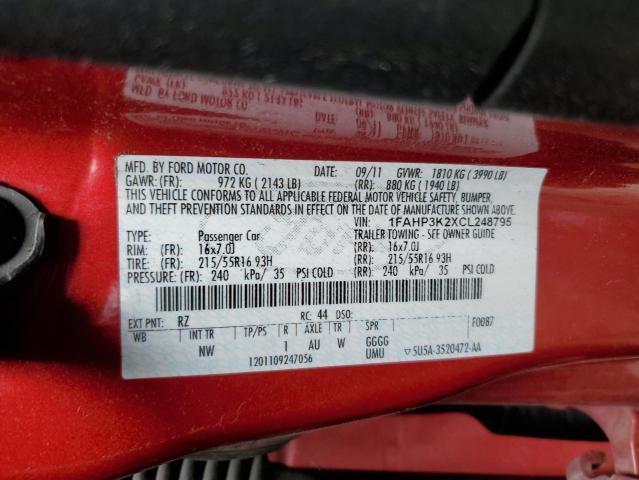 MFD. BY FORD MOTOR CO. 09/11 GVWR: 1810 KG ( 3990 LB)
GAWR: (FR): 972 KG ( 2143 LB) (RR): 880 KG ( 1940 LB)
THIS VEHICLE CONFORMS TO ALL APPLICABLE FEDERAL MOTOR VEHICLE SAFETY, BUMPER,
AND THEFT PREVENTION STANDARDS IN EFFECT ON THE DATE OF MANUFACTURE SHOWN ABOVE.
VIN: 1FAHP3K2XCL248795
TYPE: Passenger Car TRAILER TOWING - SEE OWNER GUIDE
RIM: (FR): 16x7.0J (RR): 16x7.0J
TIRE: (FR): 215/55R16 93H (RR): 215/55R16 93H
PRESSURE: (FR): 240 kPa/ 35 PSI COLD (RR): 240 kPa/ 35 PSI COLD
EXT PNT: RZ RC: 44 DSO: F0087
WB INT TR TP/PS R AXLE TR SPR
NW 1 AU W GGGG
1201109247056 UMU 5U5A-3520472-AA